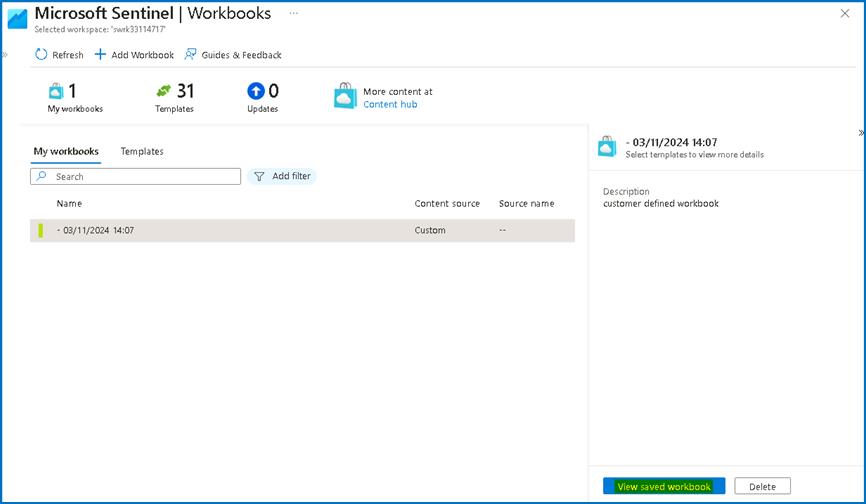 Microsoft Sentinel | Workbooks ...
Selected workspace: 'swrk33114717'
Refresh Add Workbook Guides & Feedback
1 31 0 More content at
My workbooks Templates Updates Content hub
- 03/11/2024 14:07
Select templates to view more details
My workbooks Templates
Search Add filter
Description
customer defined workbook
Name Content source Source name
- 03/11/2024 14:07 Custom --
View saved workbook Delete